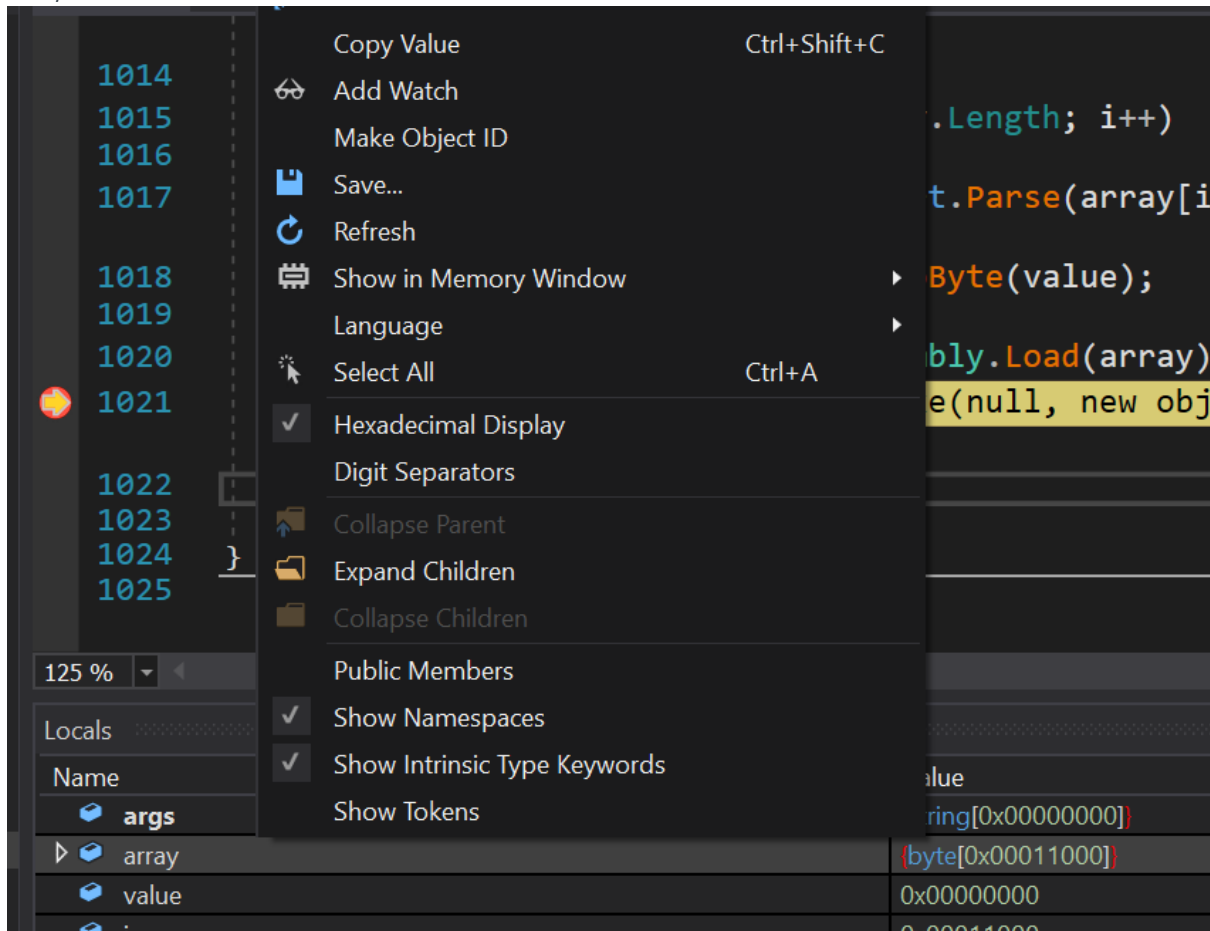 Copy Value Ctrl+Shift+C
1014
Add Watch
1015 .Length; i++)
Make Object ID
1016
Save...
1017 t.Parse(array[i
Refresh
1018 Show in Memory Window Byte(value);
1019
Language
1020 bly.Load(array)
Select All Ctrl+A
1021 e(null, new obj
Hexadecimal Display
Digit Separators
1022
1023
Collapse Parent
1024 }
Expand Children
1025
Collapse Children
125 %
Public Members
Locals
Show Namespaces
Name
Show Intrinsic Type Keywords
alue
args
Show Tokens
ring[0x00000000]}
array {byte[0x00011000]}
value 0x00000000